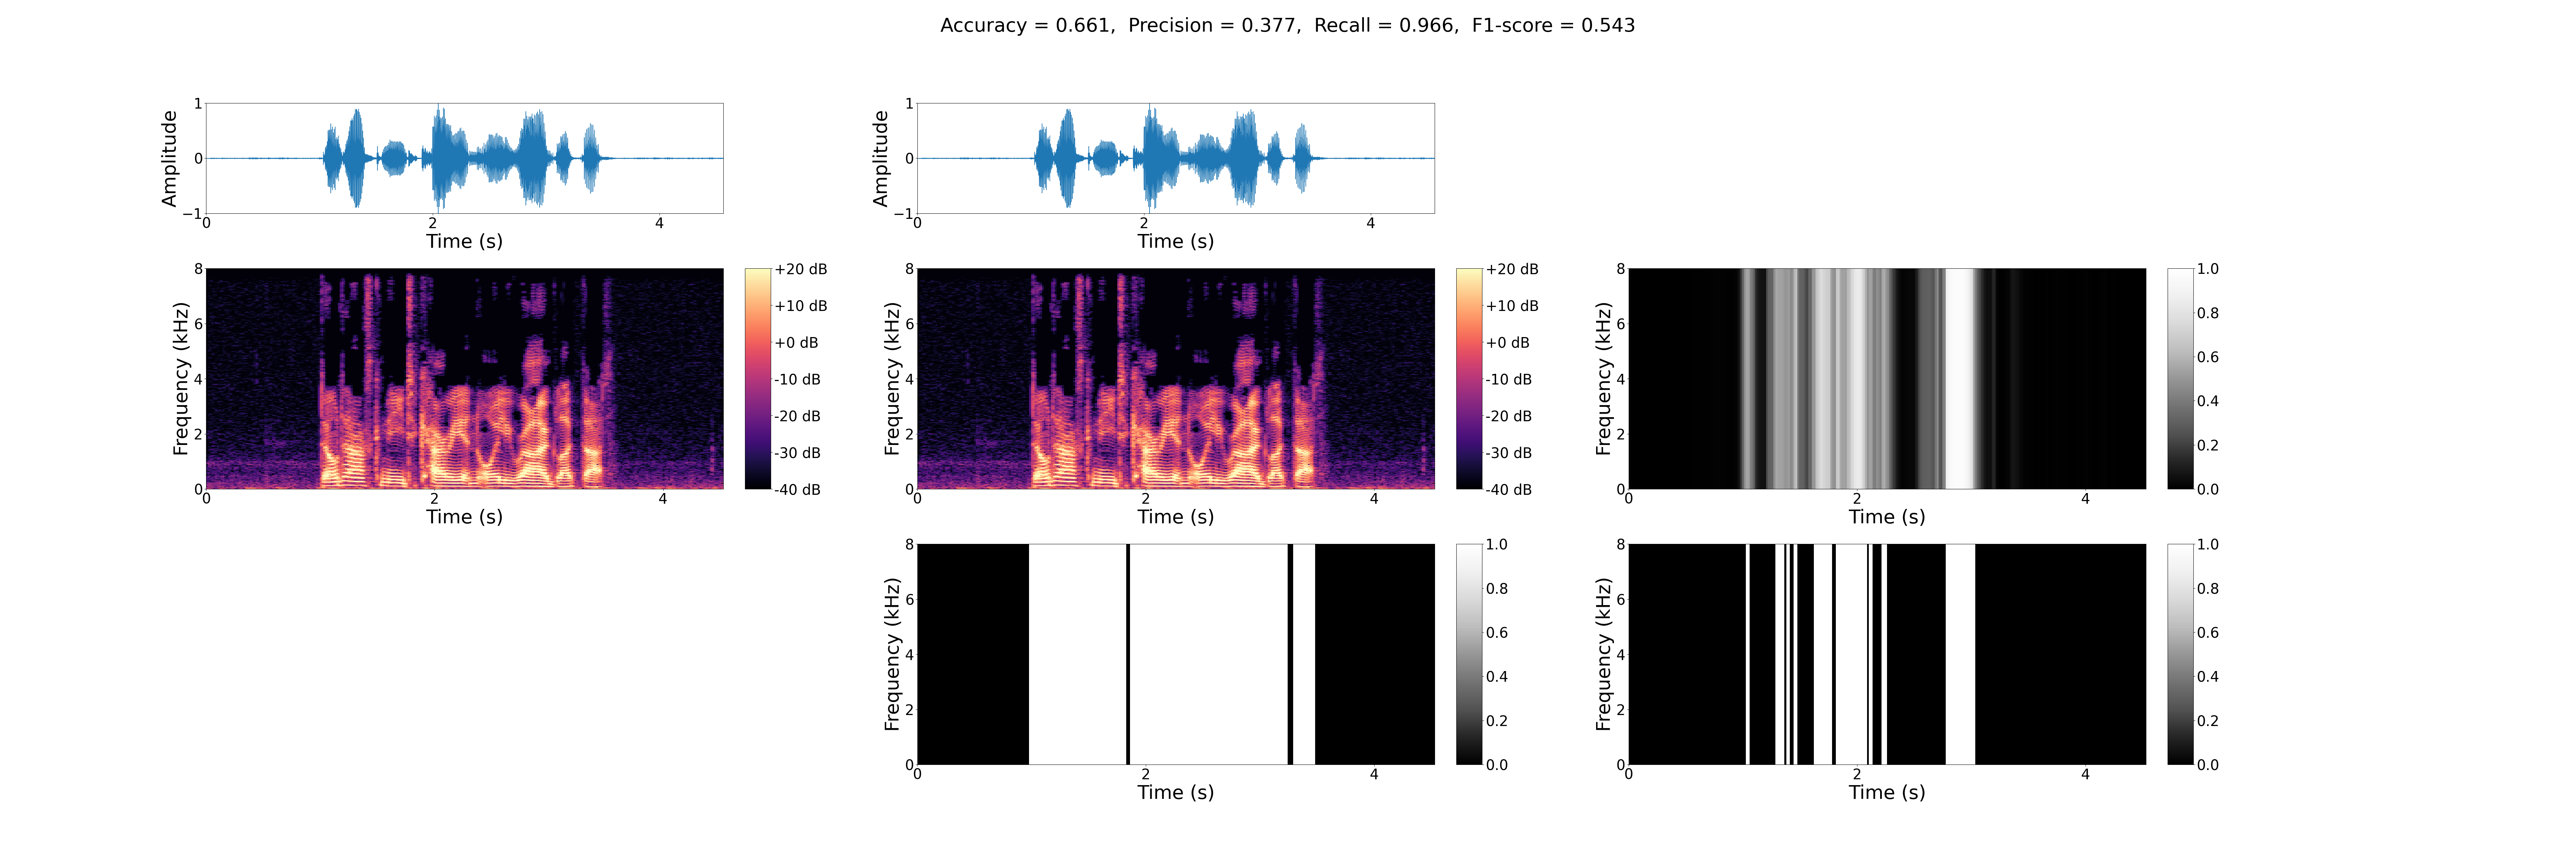 Accuracy = 0.661,  Precision = 0.377,  Recall = 0.966,  F1-score = 0.543
Amplitude
1
0
−1
0 2 4
Time (s)
Amplitude
1
0
−1
0 2 4
Time (s)
Frequency (kHz)
8
6
4
2
0
0 2 4
Time (s)
+20 dB
+10 dB
+0 dB
-10 dB
-20 dB
-30 dB
-40 dB
Frequency (kHz)
8
6
4
2
0
0 2 4
Time (s)
+20 dB
+10 dB
+0 dB
-10 dB
-20 dB
-30 dB
-40 dB
Frequency (kHz)
8
6
4
2
0
0 2 4
Time (s)
1.0
0.8
0.6
0.4
0.2
0.0
Frequency (kHz)
8
6
4
2
0
0 2 4
Time (s)
1.0
0.8
0.6
0.4
0.2
0.0
Frequency (kHz)
8
6
4
2
0
0 2 4
Time (s)
1.0
0.8
0.6
0.4
0.2
0.0